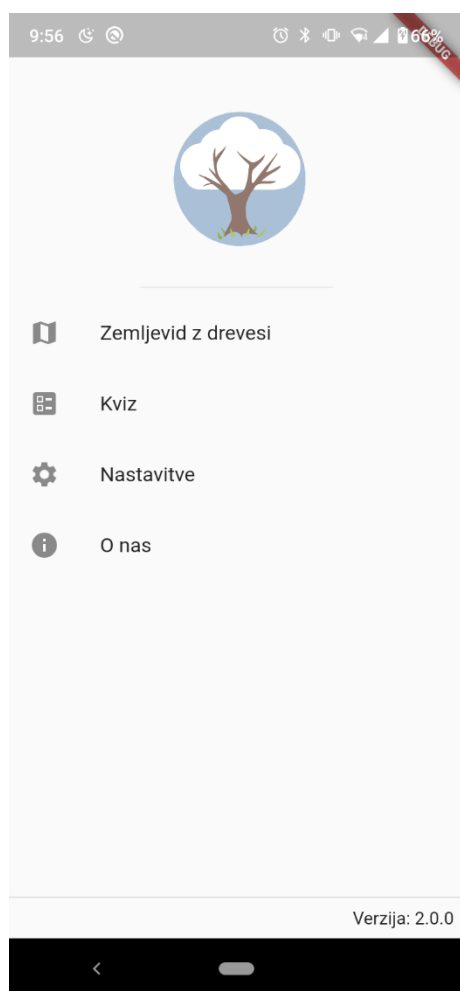 9:56
66%
DEBUG
Zemljevid z drevesi
Kviz
Nastavitve
O nas
Verzija: 2.0.0